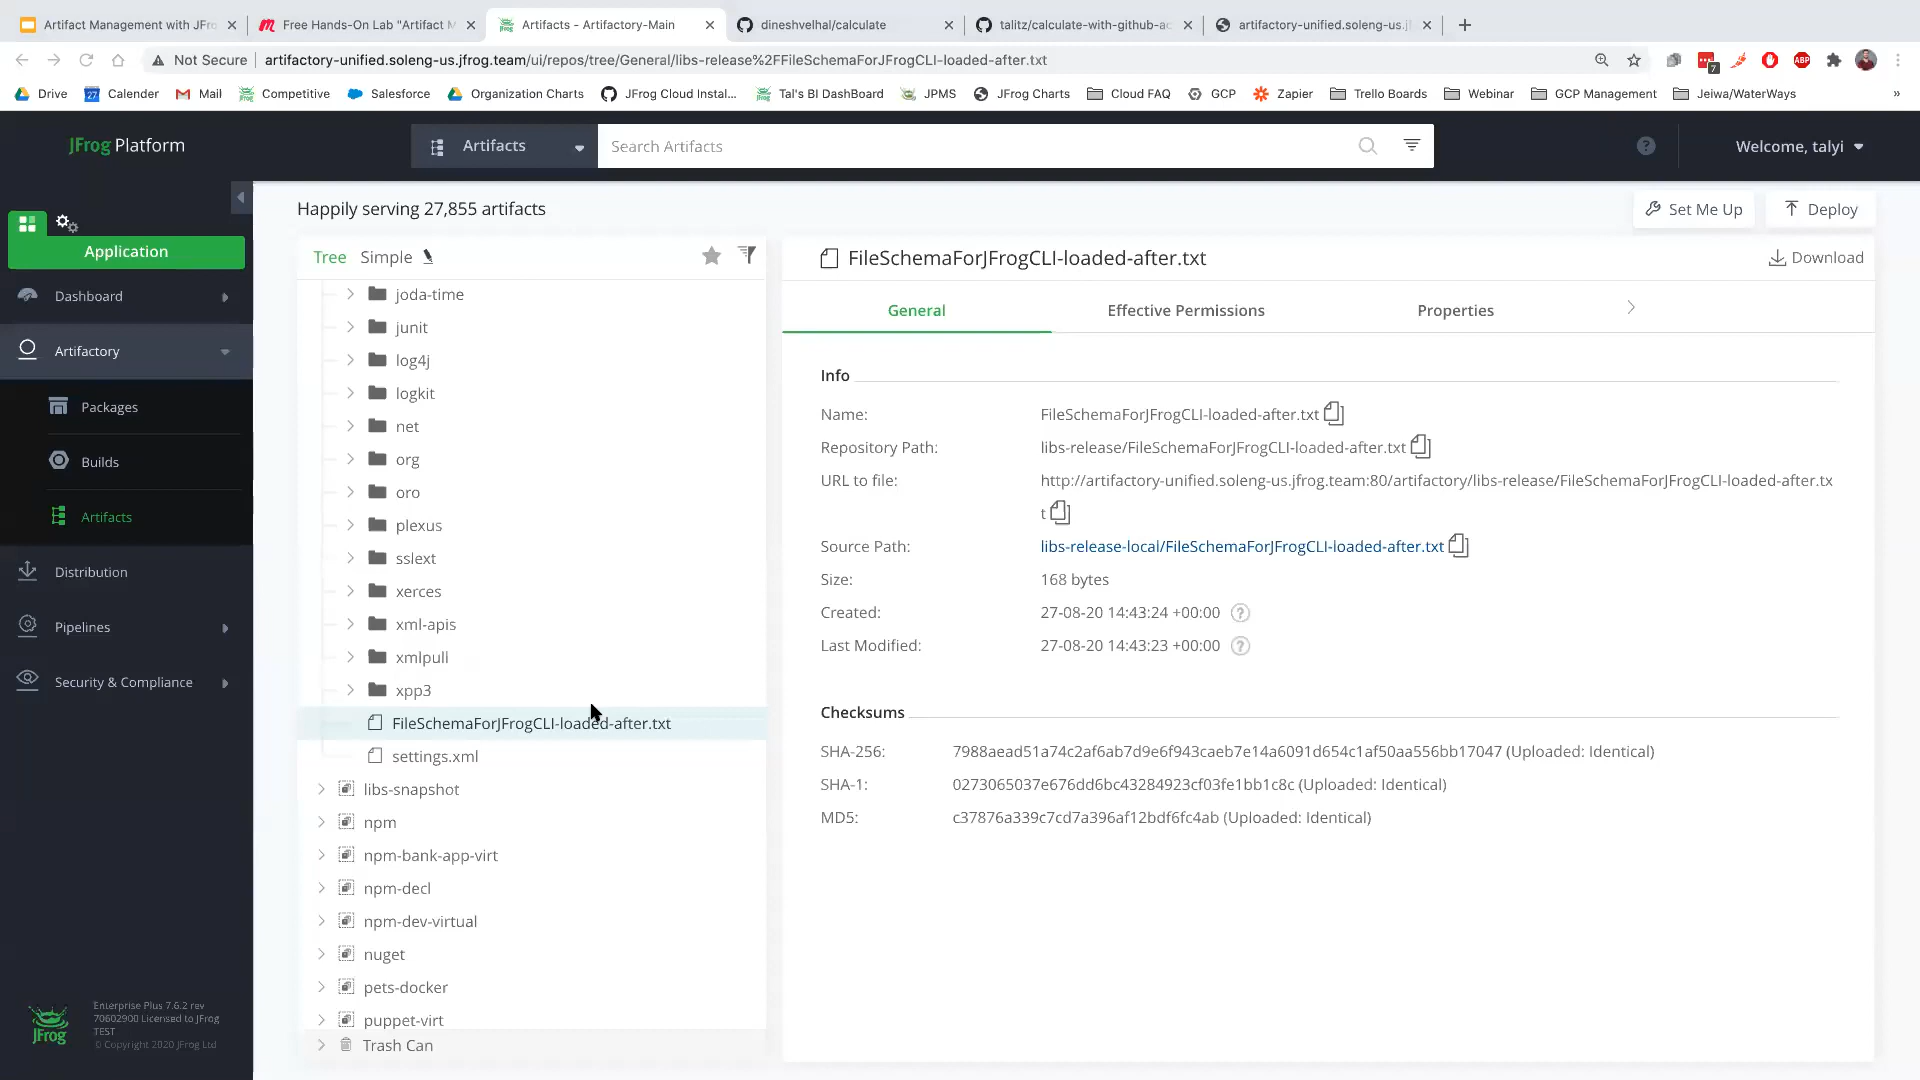 Artifact Management with JFro
Free Hands-On Lab "Artifact M
Artifacts - Artifactory-Main
dineshvelhal/calculate
talitz/calculate-with-github-ac
artifactory-unified.soleng-us.j
Not Secure
artifactory-unified.soleng-us.jfrog.team/ui/repos/tree/General/libs-release%2FFileSchemaForJFrogCLI-loaded-after.txt
7
ABP
Drive
27
Calender
Mail
Competitive
Salesforce
Organization Charts
JFrog Cloud Instal...
Tal's BI DashBoard
JPMS
JFrog Charts
Cloud FAQ
GCP
Zapier
Trello Boards
Webinar
GCP Management
Jeiwa/WaterWays
»
JFrog Platform
Artifacts
Search Artifacts
?
Welcome, talyi
Happily serving 27,855 artifacts
Set Me Up
Deploy
Application
Dashboard
Artifactory
Packages
Builds
Artifacts
Distribution
Pipelines
Security & Compliance
JFrog
Enterprise Plus 7.6.2 rev
70602900 Licensed to JFrog
TEST
© Copyright 2020 JFrog Ltd
Tree
Simple
joda-time
junit
log4j
logkit
net
org
oro
plexus
sslext
xerces
xml-apis
xmlpull
xpp3
FileSchemaForJFrogCLI-loaded-after.txt
settings.xml
libs-snapshot
npm
npm-bank-app-virt
npm-decl
npm-dev-virtual
nuget
pets-docker
puppet-virt
Trash Can
FileSchemaForJFrogCLI-loaded-after.txt
Download
General
Effective Permissions
Properties
Info
Name:
FileSchemaForJFrogCLI-loaded-after.txt
Repository Path:
libs-release/FileSchemaForJFrogCLI-loaded-after.txt
URL to file:
http://artifactory-unified.soleng-us.jfrog.team:80/artifactory/libs-release/FileSchemaForJFrogCLI-loaded-after.tx
t
Source Path:
libs-release-local/FileSchemaForJFrogCLI-loaded-after.txt
Size:
168 bytes
Created:
27-08-20 14:43:24 +00:00 ?
Last Modified:
27-08-20 14:43:23 +00:00 ?
Checksums
SHA-256:
7988aead51a74c2af6ab7d9e6f943caeb7e14a6091d654c1af50aa556bb17047 (Uploaded: Identical)
SHA-1:
0273065037e676dd6bc43284923cf03fe1bb1c8c (Uploaded: Identical)
MD5:
c37876a339c7cd7a396af12bdf6fc4ab (Uploaded: Identical)